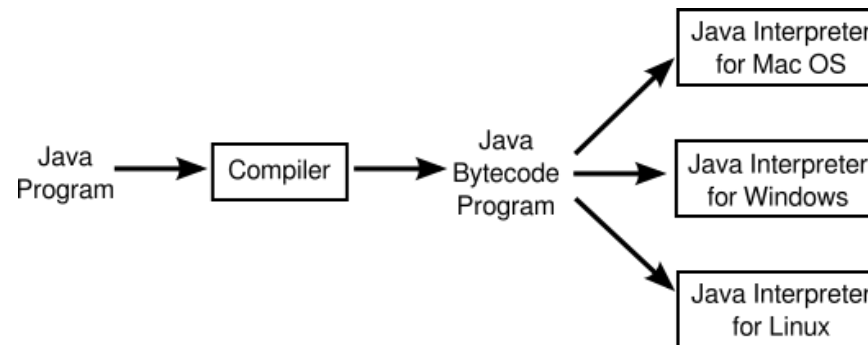 Java
Program
Compiler
Java
Bytecode
Program
Java Interpreter
for Mac OS
Java Interpreter
for Windows
Java Interpreter
for Linux